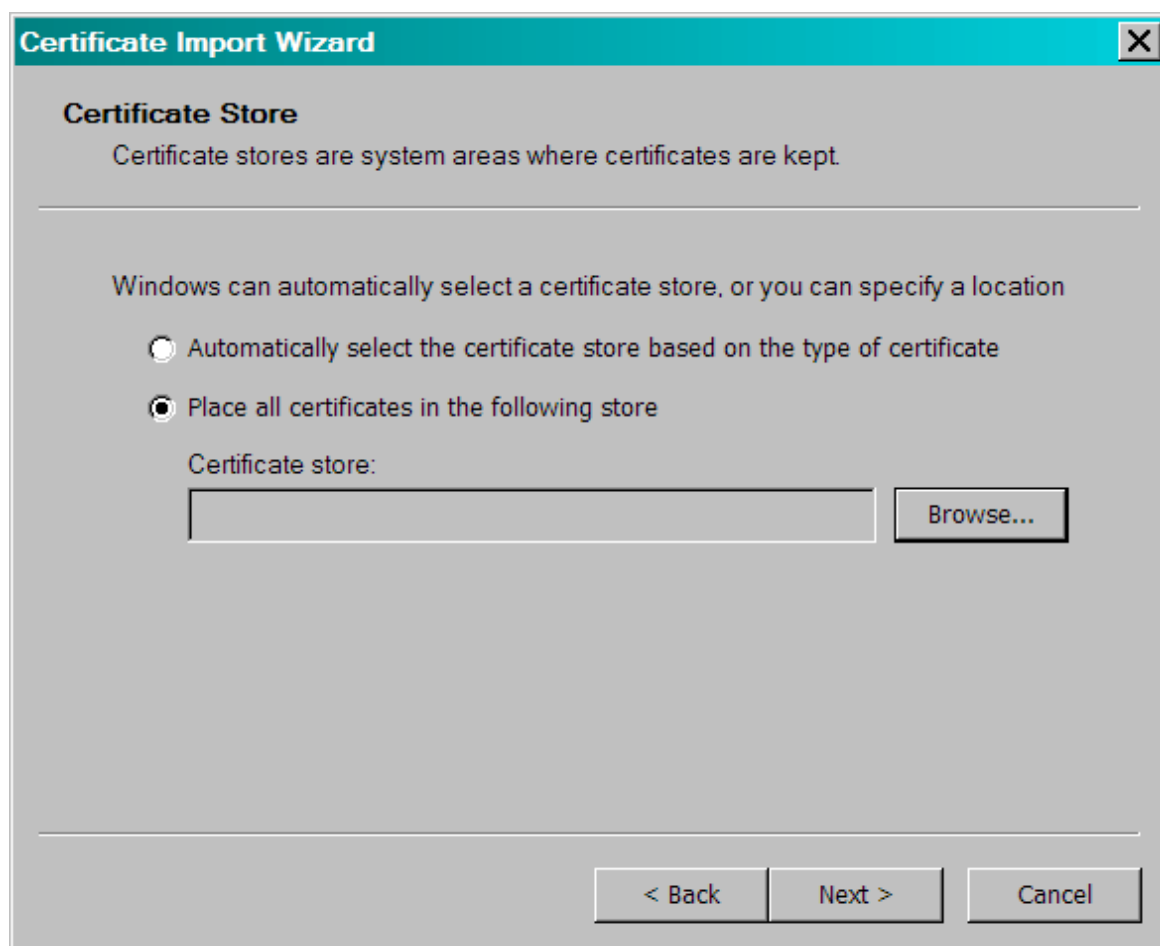 Certificate Import Wizard
Certificate Store
Certificate stores are system areas where certificates are kept.
Windows can automatically select a certificate store, or you can specify a location
Automatically select the certificate store based on the type of certificate
Place all certificates in the following store
Certificate store:
Browse...
< Back Next > Cancel